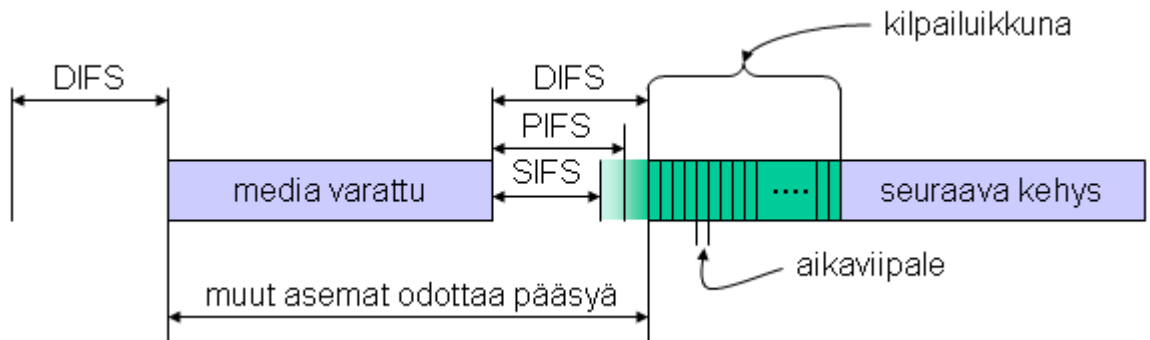 kilpailuikkuna
DIFS
DIFS
PIFS
SIFS
media varattu
....
seuraava kehys
aikaviipale
muut asemat odottaa pääsyä